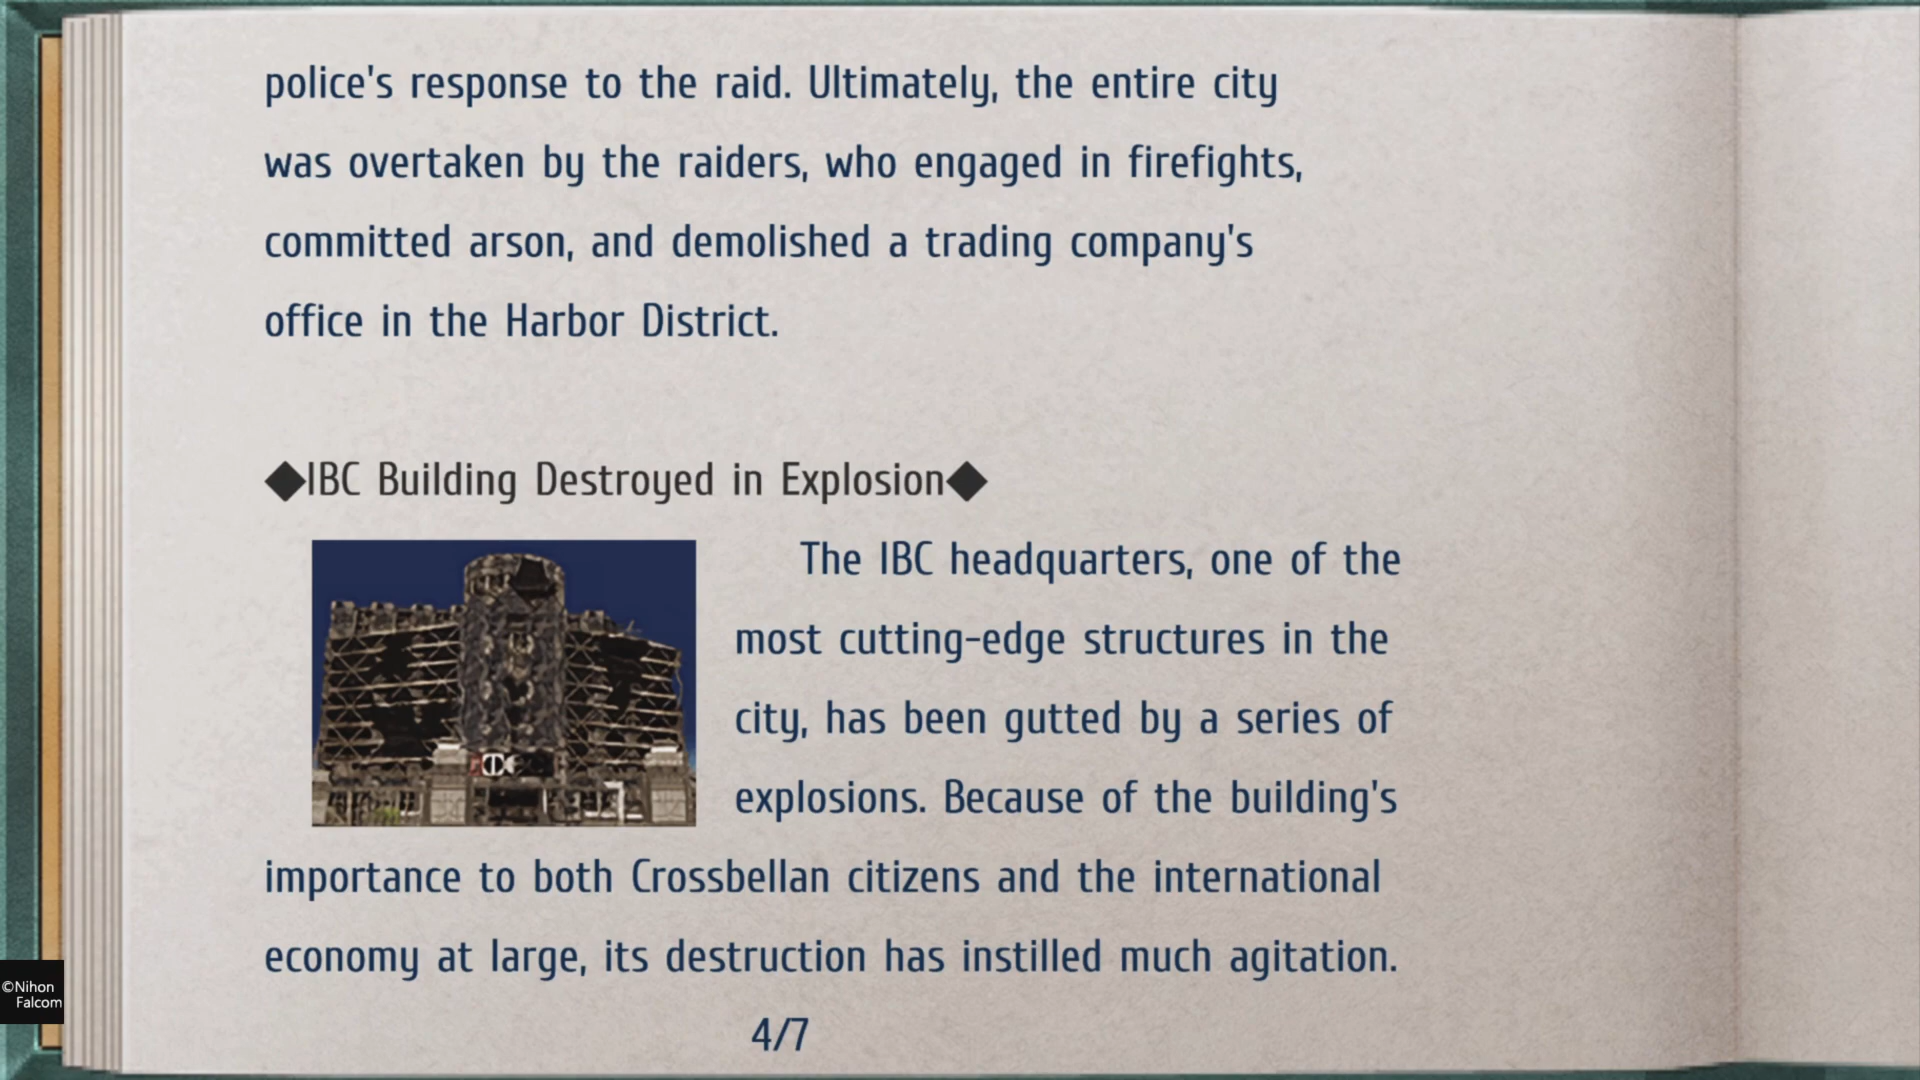 police's response to the raid. Ultimately, the entire city
was overtaken by the raiders, who engaged in firefights,
committed arson, and demolished a trading company's
office in the Harbor District.
◆IBC Building Destroyed in Explosion◆
The IBC headquarters, one of the
most cutting-edge structures in the
city, has been gutted by a series of
explosions. Because of the building's
importance to both Crossbellan citizens and the international
economy at large, its destruction has instilled much agitation.
4/7
©Nihon
Falcom